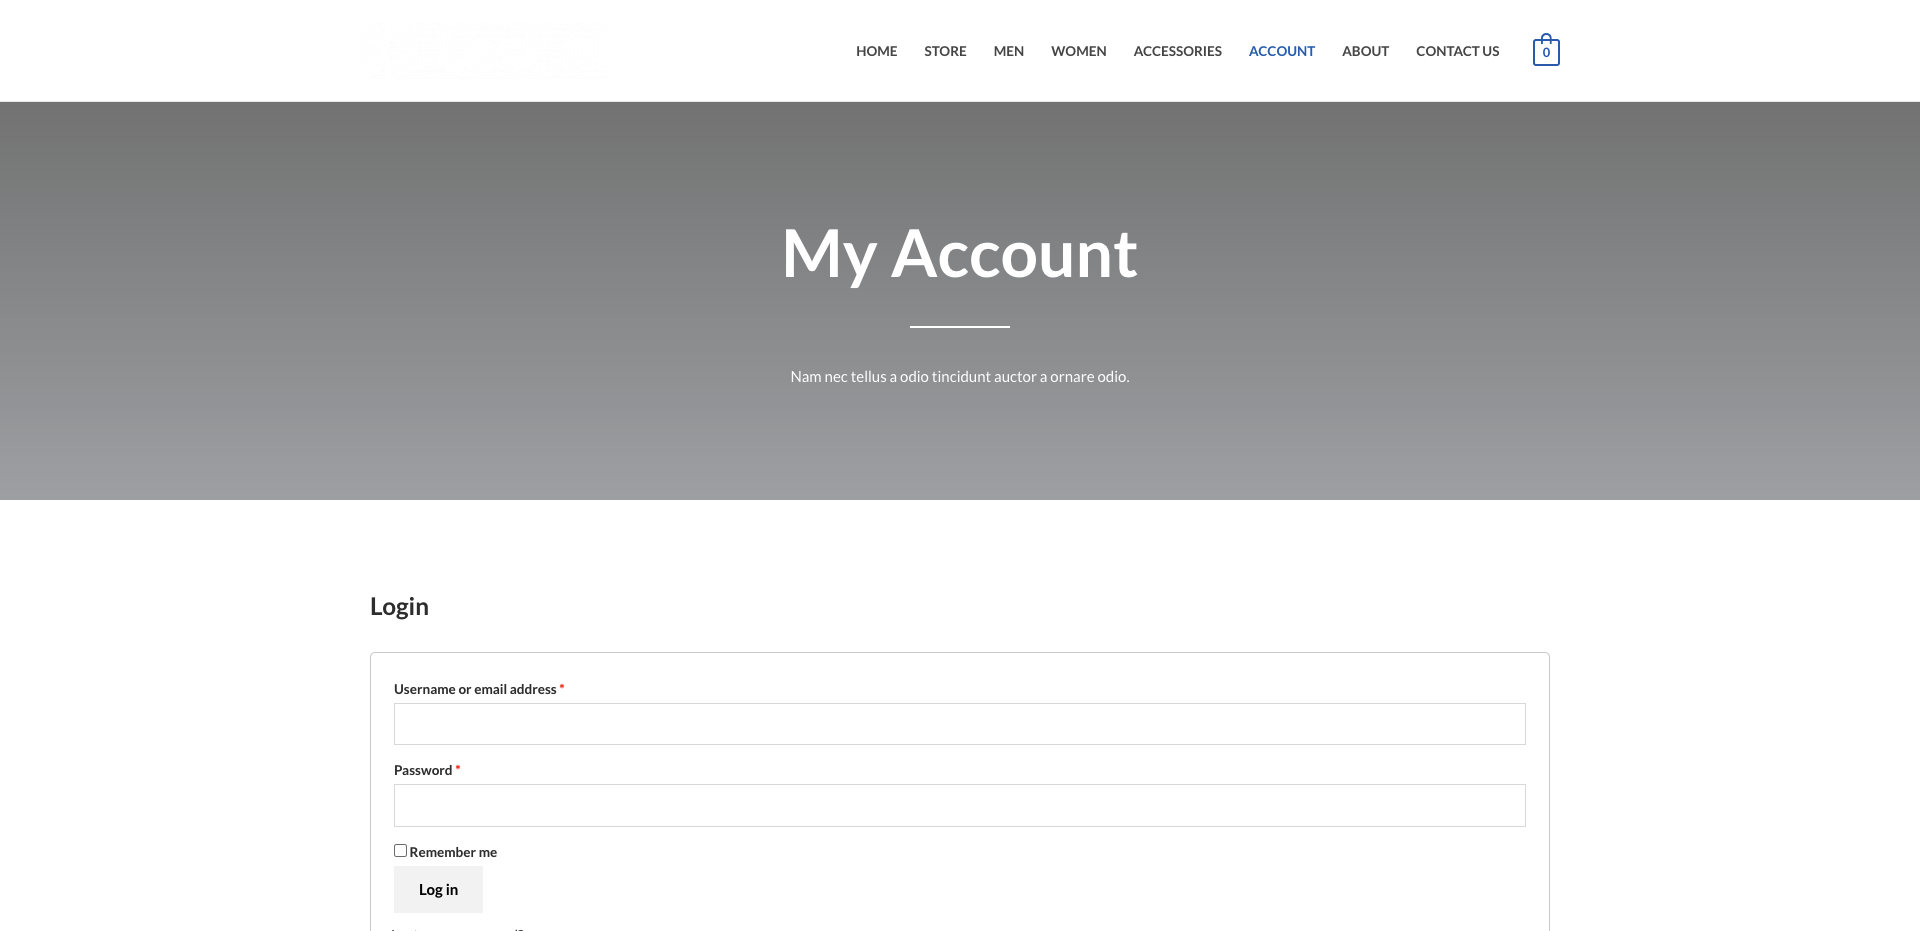 HOME STORE MEN WOMEN ACCESSORIES ACCOUNT ABOUT CONTACT US 0
My Account
Nam nec tellus a odio tincidunt auctor a ornare odio.
Login
Username or email address *
Password *
Remember me
Log in